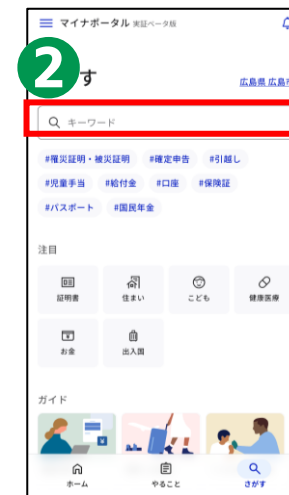 マイナポータル 実証ベータ版
2
す
広島県 広島市
キーワード
#罹災証明・被災証明 #確定申告 #引越し
#児童手当 #給付金 #口座 #保険証
#パスポート #国民年金
注目
証明書 住まい こども 健康医療
お金 出入国
ガイド
ホーム やること さがす